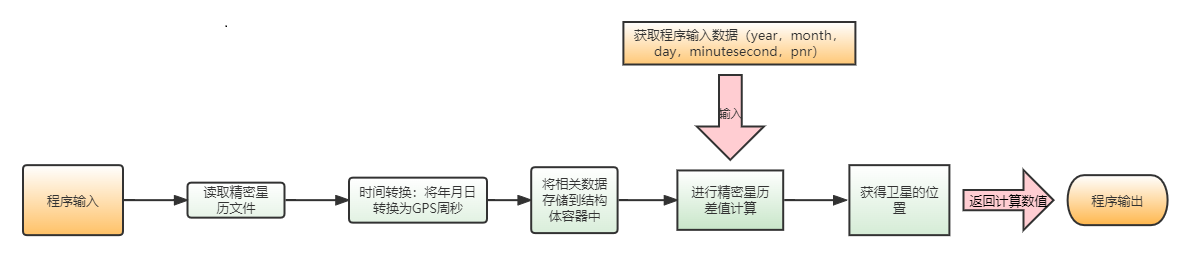 获取程序输入数据（year，month，
day，minutesecond，pnr）
输入
程序输入
读取精密星
历文件
时间转换：将年月日
转换为GPS周秒
将相关数据
存储到结构
体容器中
进行精密星历
差值计算
获得卫星的位
置
返回计算数值
程序输出